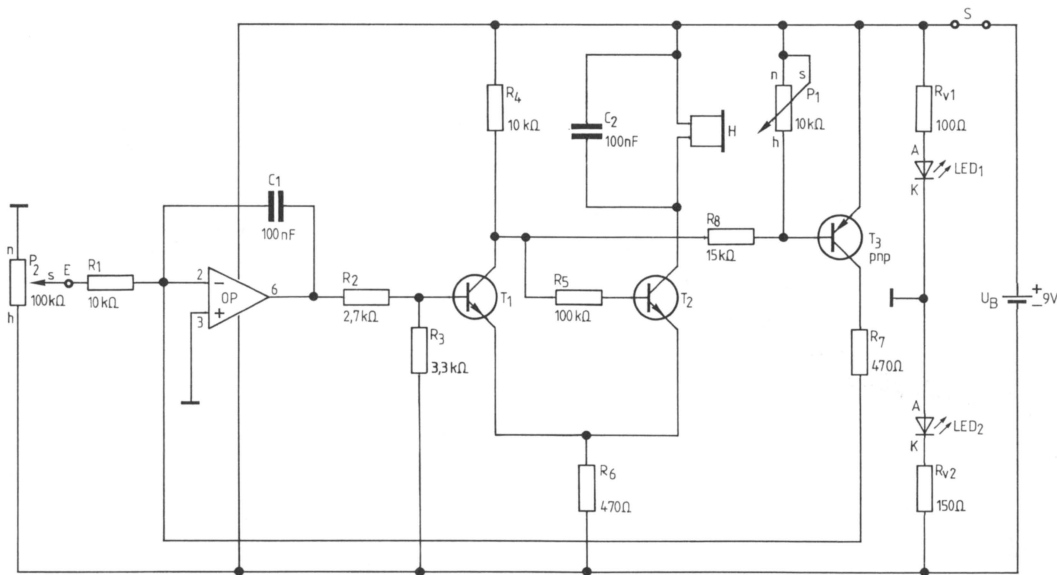 S
R4
10 kΩ
C2
100nF
H
n
s
P1
10kΩ
h
Rv1
100Ω
A
K
LED1
C1
100nF
n
P2
s
100kΩ
h
E
R1
10kΩ
2
−
OP
+
3
6
R2
2,7kΩ
R3
3,3kΩ
T1
R5
100kΩ
T2
R8
15kΩ
T3
pnp
R7
470Ω
UB
+
−
9V
A
K
LED2
R6
470Ω
Rv2
150Ω